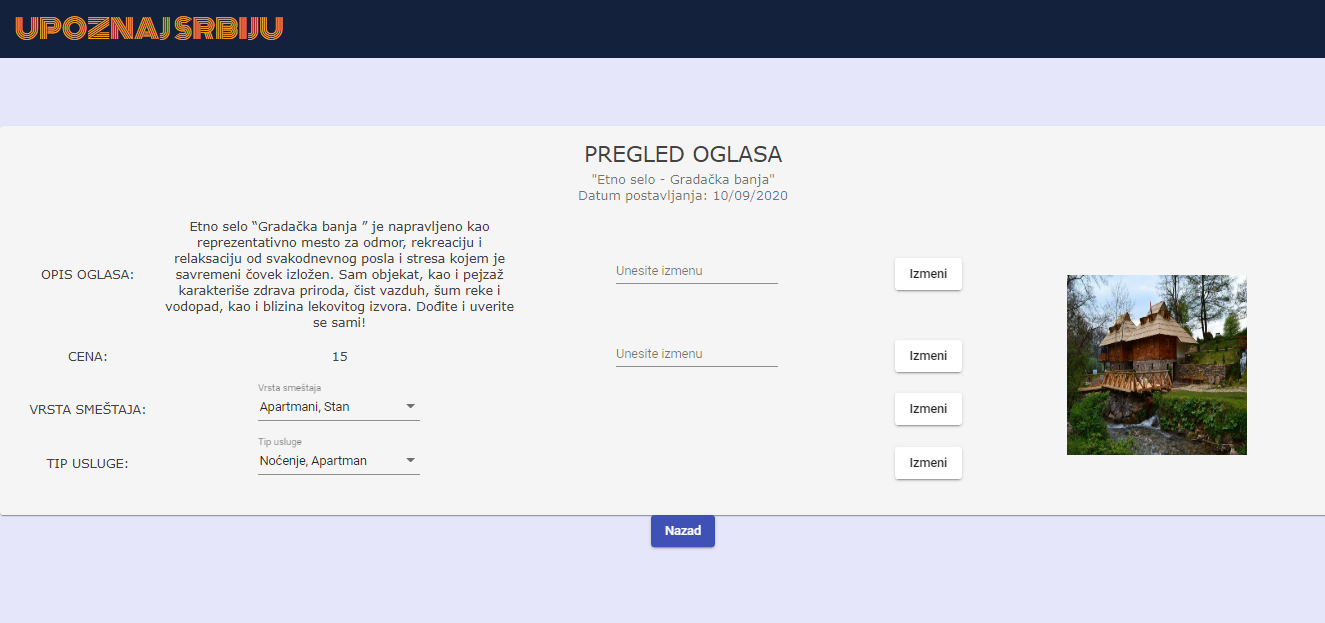 UPOZNAJ SRBIJU
PREGLED OGLASA
"Etno selo - Gradačka banja"
Datum postavljanja: 10/09/2020
OPIS OGLASA:
Etno selo “Gradačka banja ” je napravljeno kao
reprezentativno mesto za odmor, rekreaciju i
relaksaciju od svakodnevnog posla i stresa kojem je
savremeni čovek izložen. Sam objekat, kao i pejzaž
karakteriše zdrava priroda, čist vazduh, šum reke i
vodopad, kao i blizina lekovitog izvora. Dođite i uverite
se sami!
Unesite izmenu
Izmeni
CENA:
15
Unesite izmenu
Izmeni
VRSTA SMEŠTAJA:
Vrsta smeštaja
Apartmani, Stan
Izmeni
TIP USLUGE:
Tip usluge
Noćenje, Apartman
Izmeni
Nazad